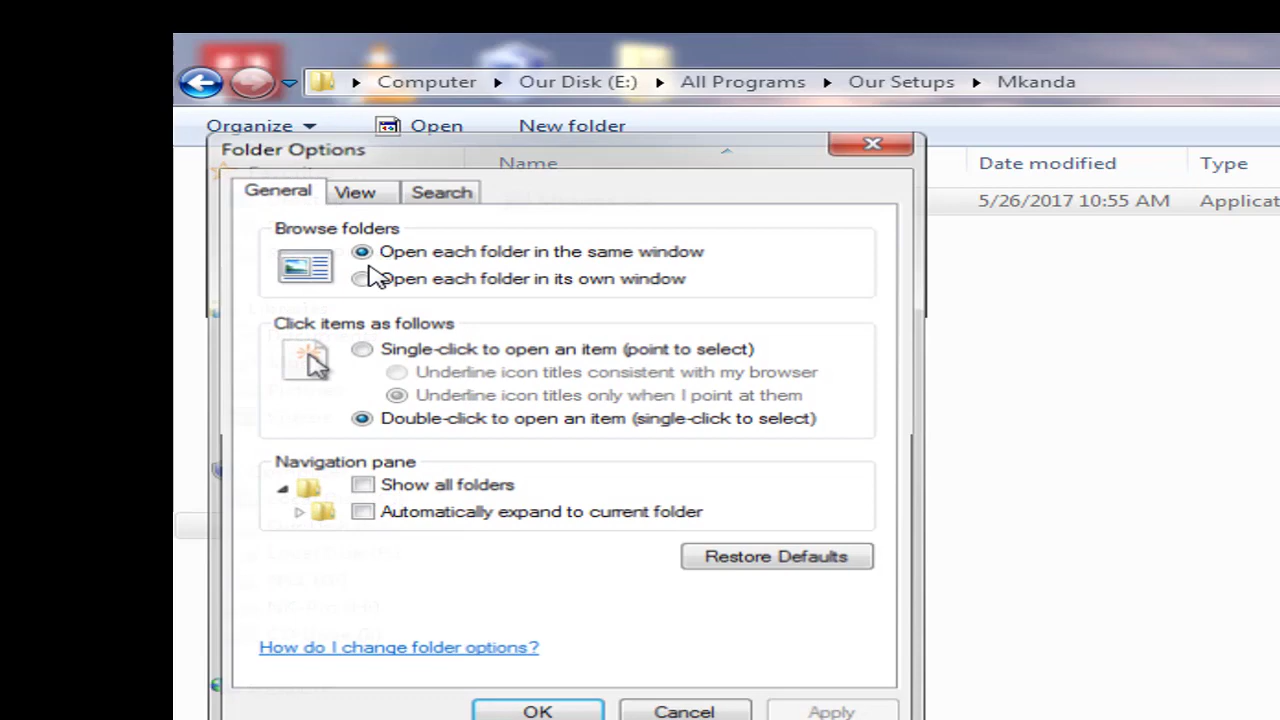 Computer Our Disk (E:) All Programs Our Setups Mkanda
Organize Open New folder
Folder Options
Name Date modified Type
General View Search
5/26/2017 10:55 AM Applicat
Browse folders
Open each folder in the same window
Open each folder in its own window
Click items as follows
Single-click to open an item (point to select)
Underline icon titles consistent with my browser
Underline icon titles only when I point at them
Double-click to open an item (single-click to select)
Navigation pane
Show all folders
Automatically expand to current folder
Restore Defaults
How do I change folder options?
OK Cancel Apply